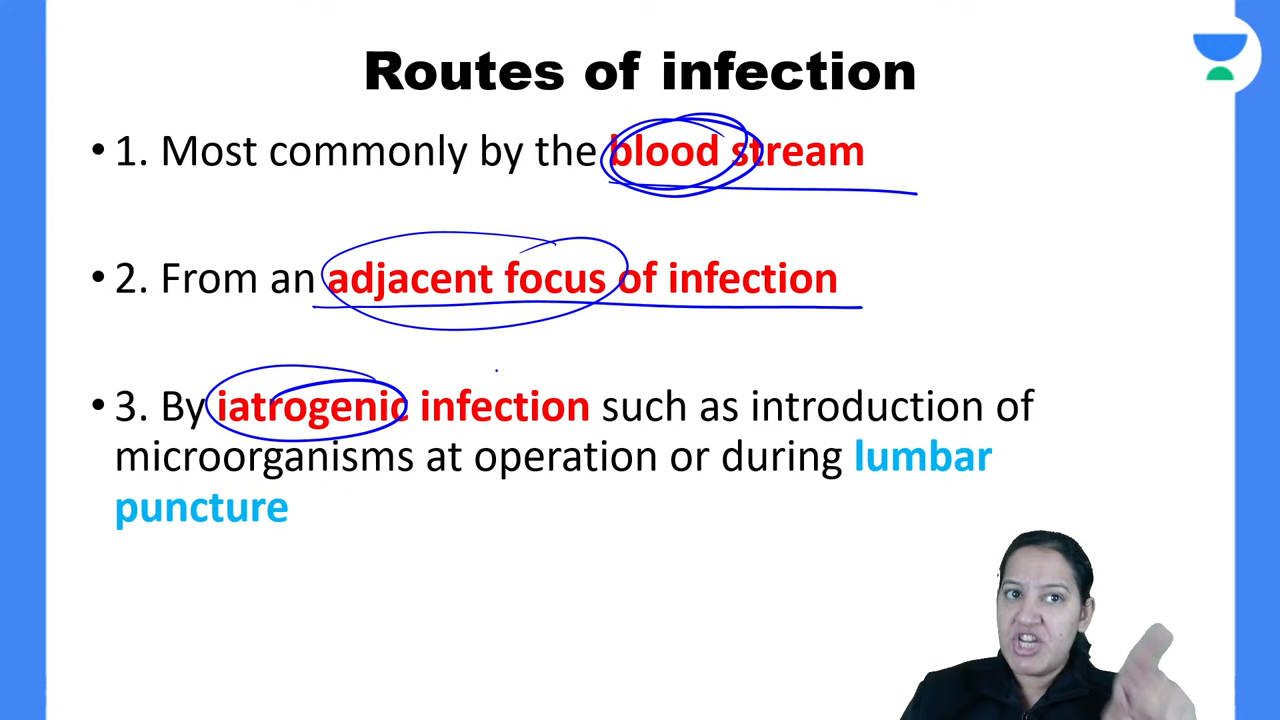 Routes of infection
• 1. Most commonly by the blood stream
• 2. From an adjacent focus of infection
• 3. By iatrogenic infection such as introduction of
microorganisms at operation or during lumbar
puncture